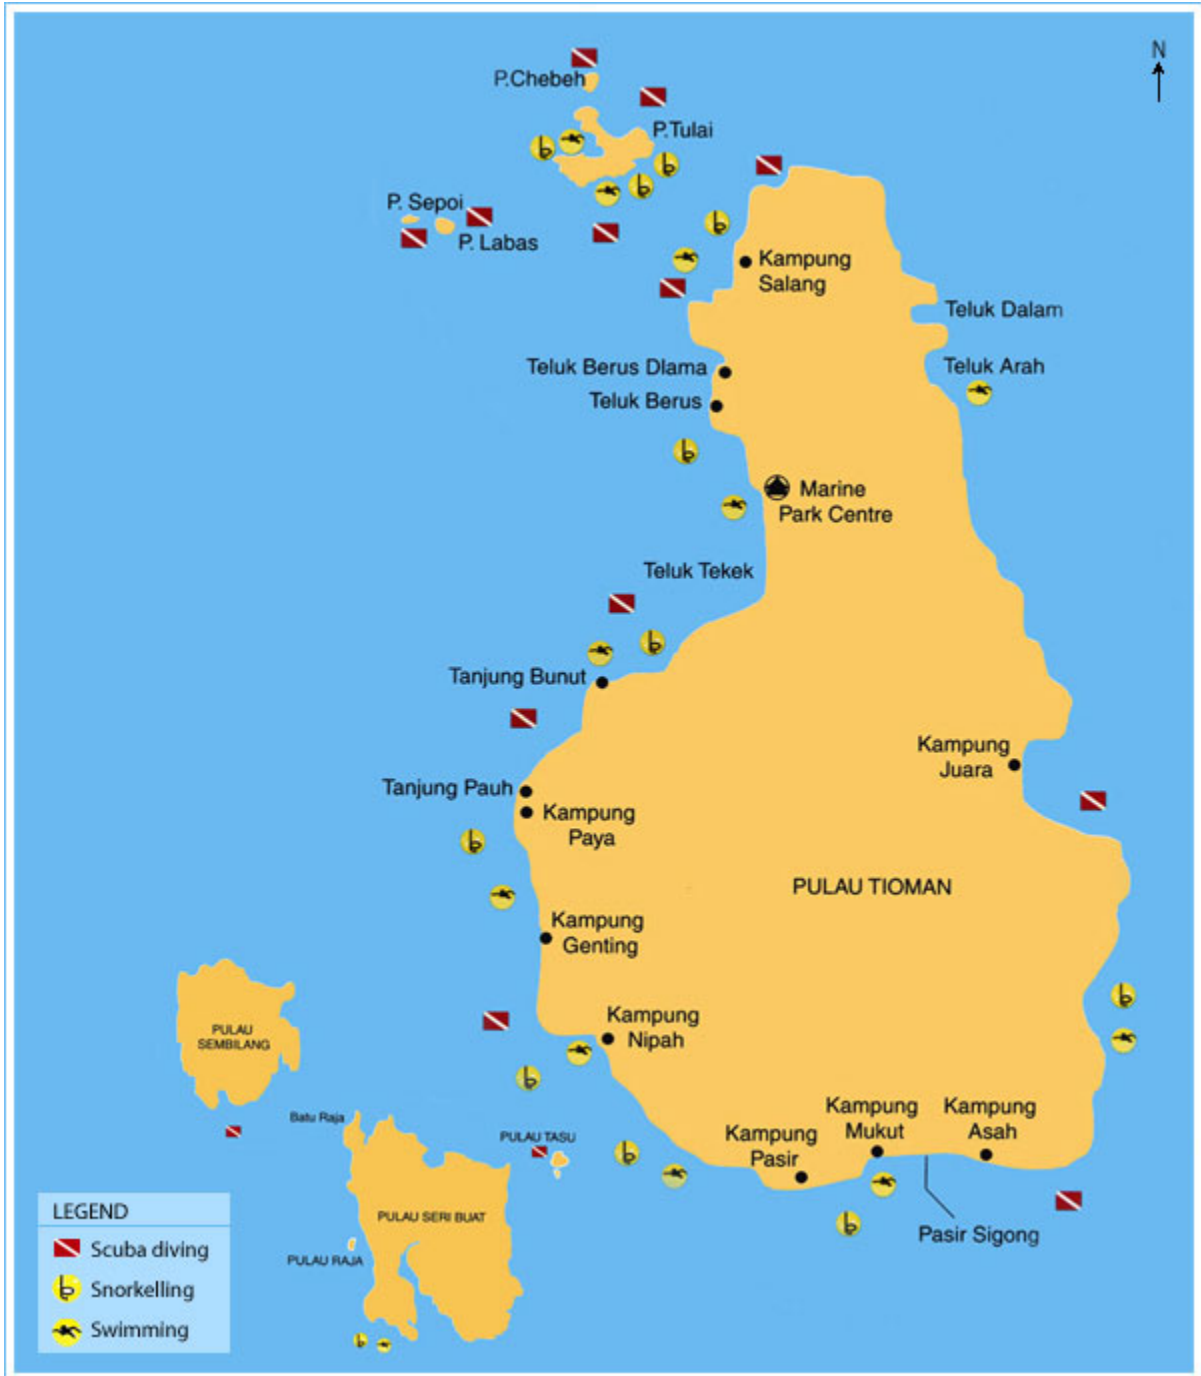 N
P.Chebeh
P.Tulai
P. Sepoi
P. Labas
Kampung
Salang
Teluk Dalam
Teluk Berus Dlama
Teluk Arah
Teluk Berus
Marine
Park Centre
Teluk Tekek
Tanjung Bunut
Kampung
Juara
Tanjung Pauh
Kampung
Paya
PULAU TIOMAN
Kampung
Genting
Kampung
Nipah
PULAU
SEMBILANG
Batu Raja
PULAU TASU
Kampung
Pasir
Kampung
Mukut
Kampung
Asah
PULAU SERI BUAT
Pasir Sigong
PULAU RAJA
LEGEND
Scuba diving
Snorkelling
Swimming